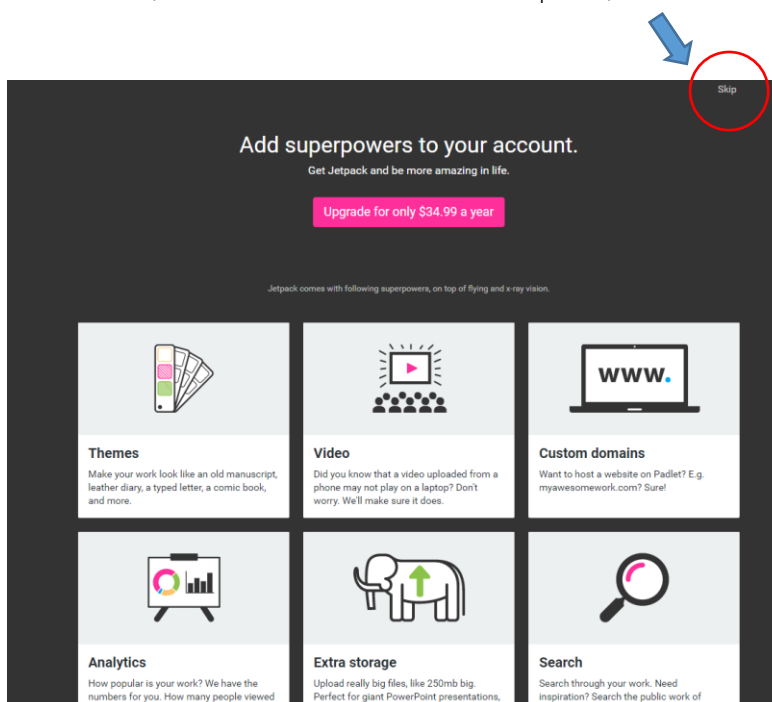 Skip
Add superpowers to your account.
Get Jetpack and be more amazing in life.
Upgrade for only $34.99 a year
Jetpack comes with following superpowers, on top of flying and x-ray vision.
www.
Themes
Make your work look like an old manuscript,
leather diary, a typed letter, a comic book,
and more.
Video
Did you know that a video uploaded from a
phone may not play on a laptop? Don't
worry. We'll make sure it does.
Custom domains
Want to host a website on Padlet? E.g.
myawesomework.com? Sure!
Analytics
How popular is your work? We have the
numbers for you. How many people viewed
Extra storage
Upload really big files, like 250mb big.
Perfect for giant PowerPoint presentations,
Search
Search through your work. Need
inspiration? Search the public work of